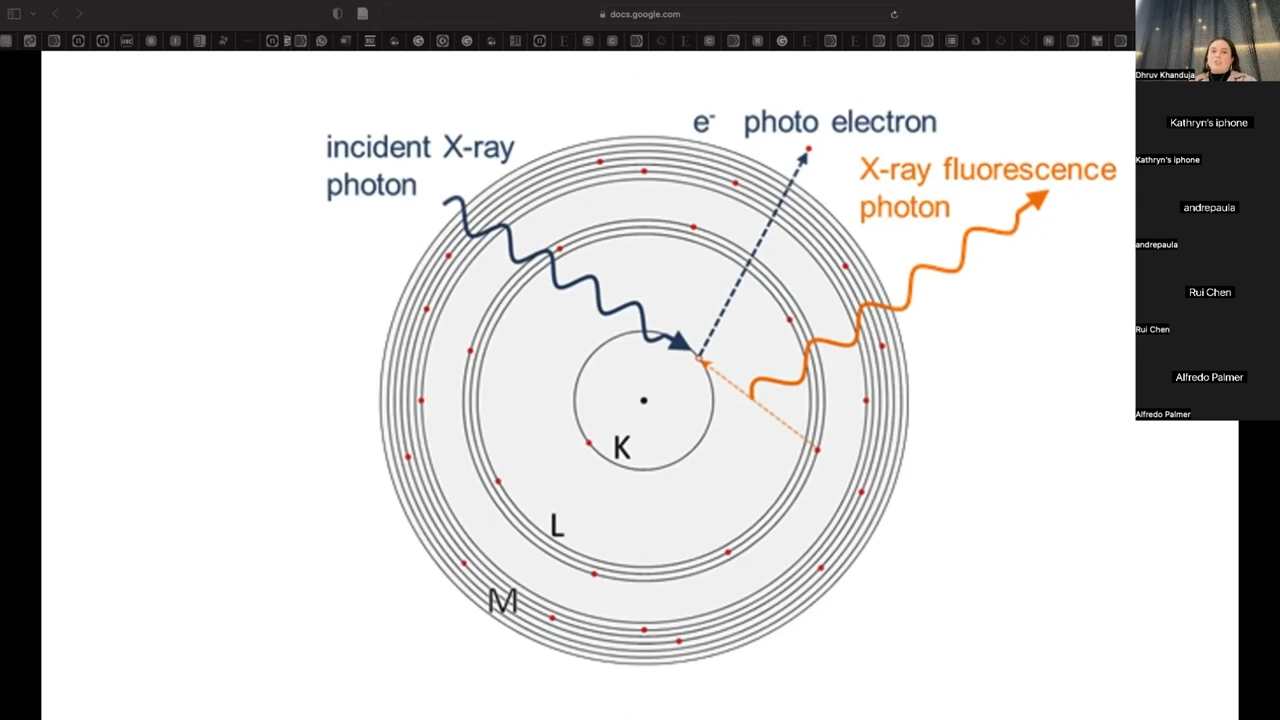 docs.google.com
incident X-ray
photon
e- photo electron
X-ray fluorescence
photon
K
L
M
Dhruv Khanduja
Kathryn's iphone
Kathryn's iphone
andrepaula
andrepaula
Rui Chen
Rui Chen
Alfredo Palmer
Alfredo Palmer